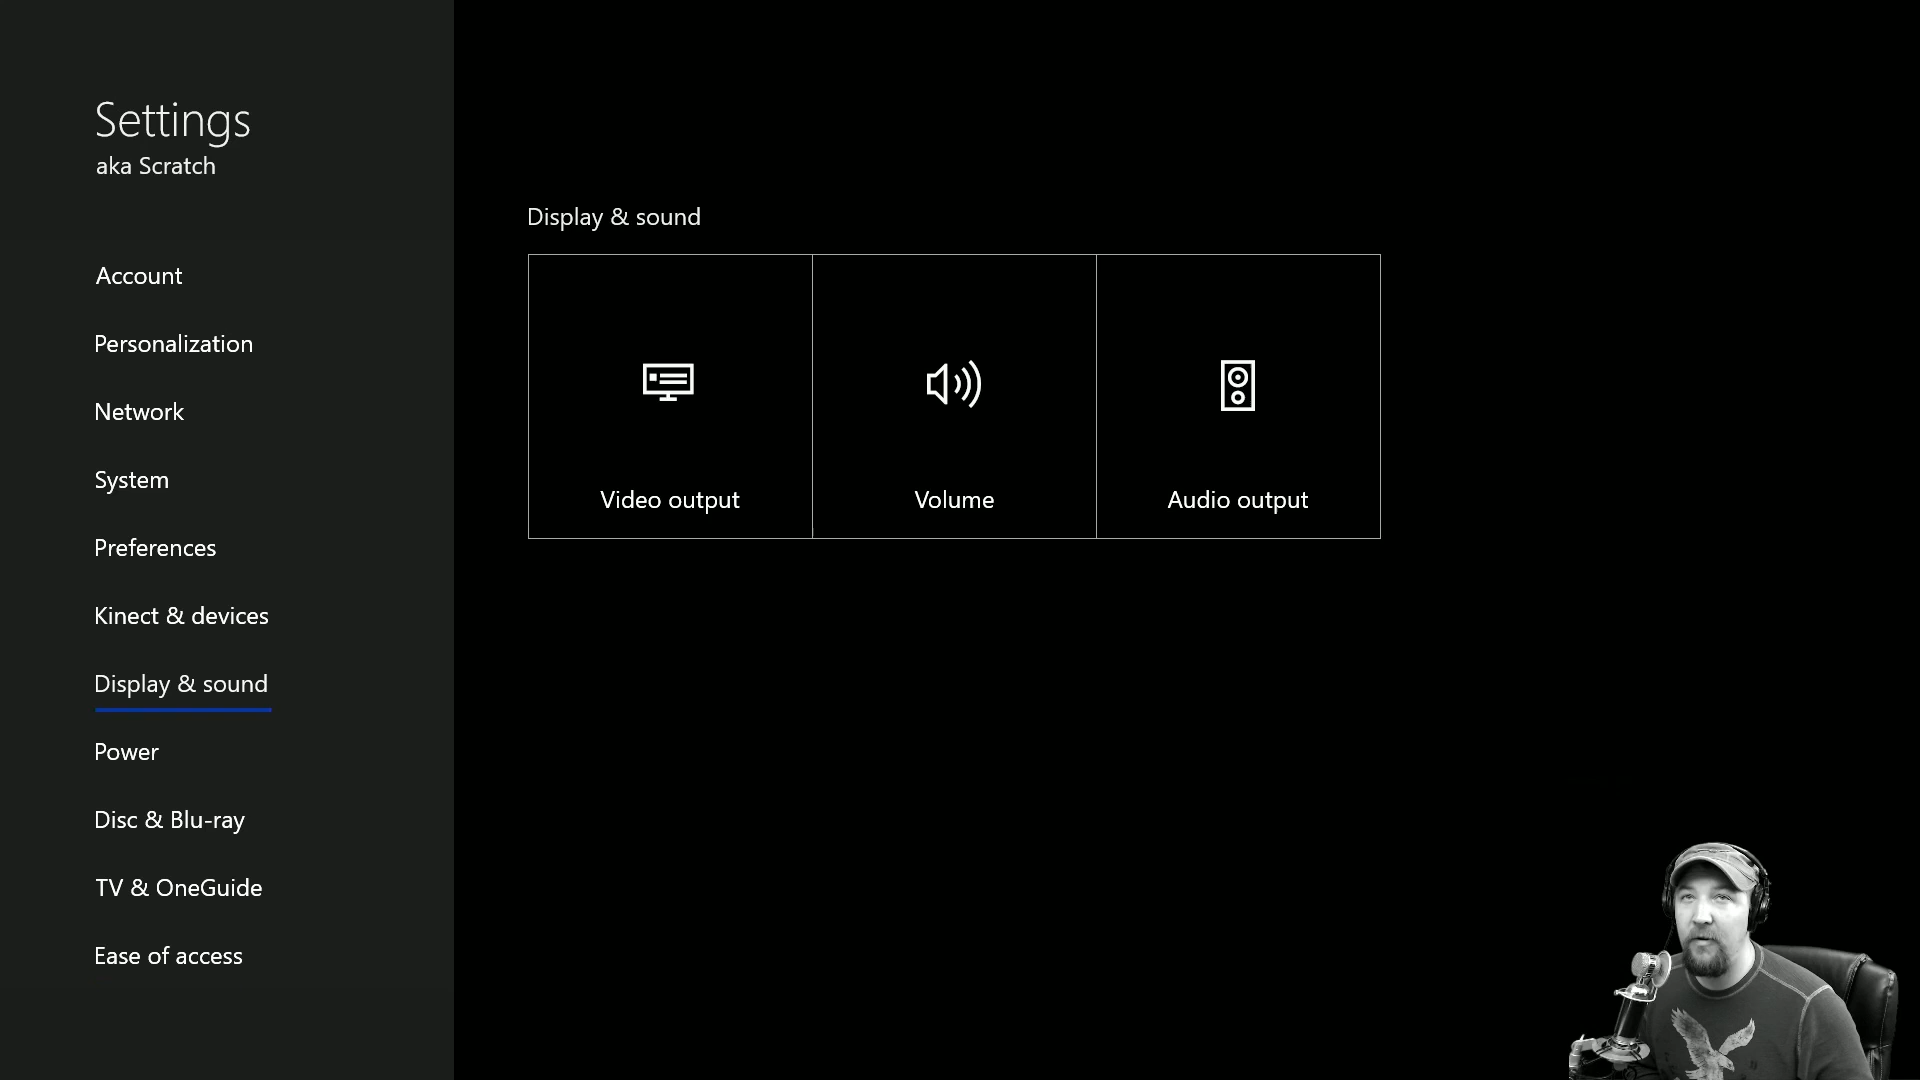 Settings
aka Scratch
Account
Personalization
Network
System
Preferences
Kinect & devices
Display & sound
Power
Disc & Blu-ray
TV & OneGuide
Ease of access
Display & sound
Video output
Volume
Audio output